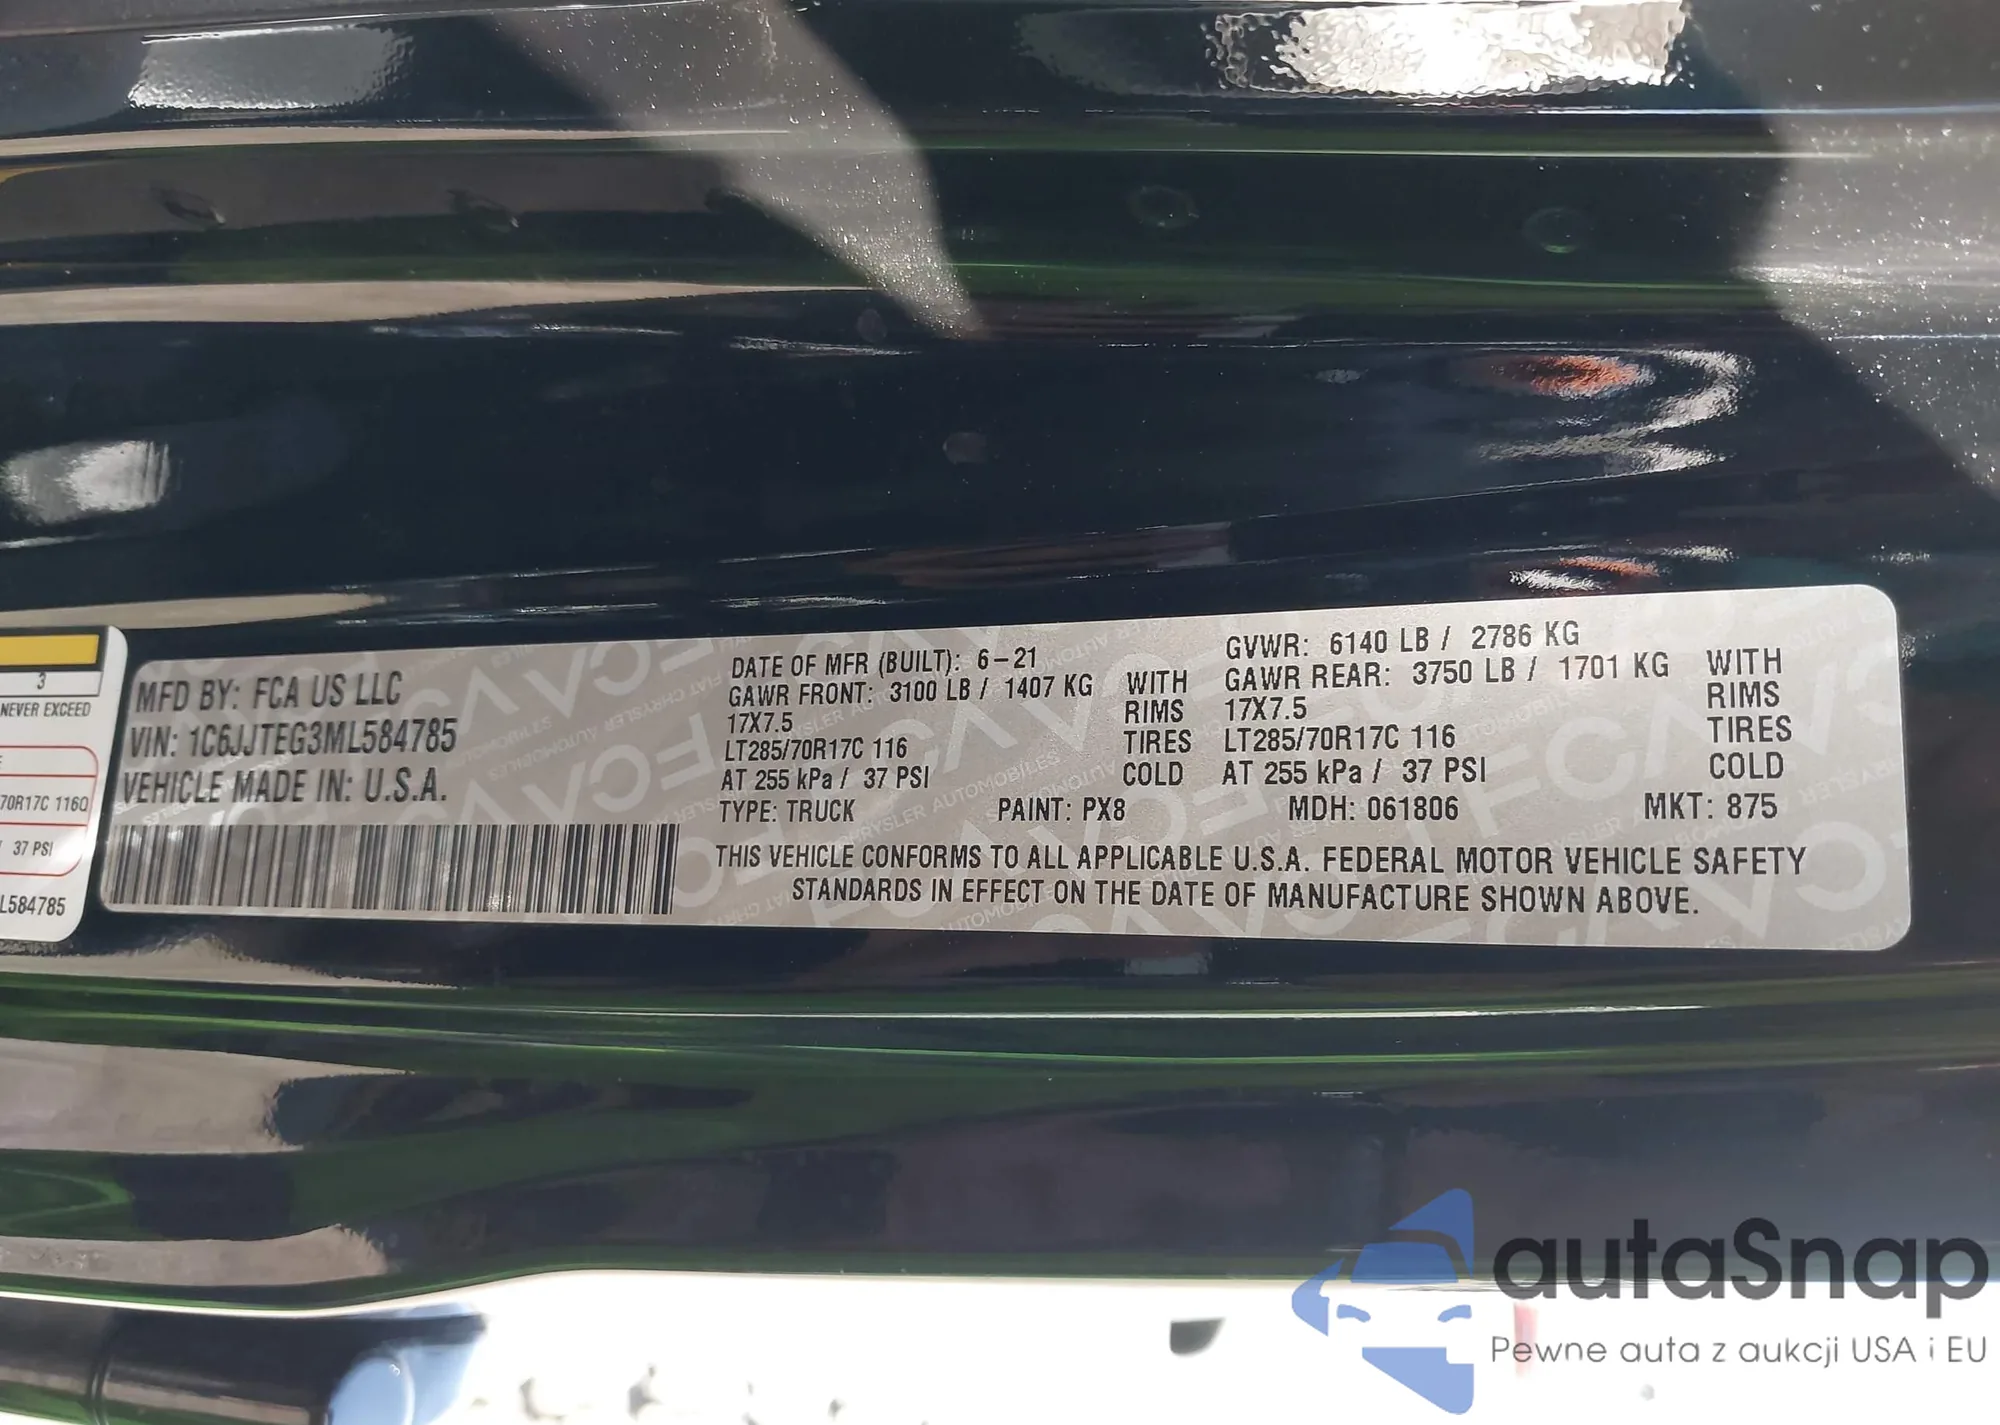 3
NEVER EXCEED
70R17C 116Q
37 PSI
L584785
MFD BY: FCA US LLC
VIN: 1C6JJTEG3ML584785
VEHICLE MADE IN: U.S.A.
DATE OF MFR (BUILT): 6-21
GAWR FRONT: 3100 LB / 1407 KG WITH
17X7.5 RIMS
LT285/70R17C 116 TIRES
AT 255 kPa / 37 PSI COLD
GVWR: 6140 LB / 2786 KG
GAWR REAR: 3750 LB / 1701 KG WITH
17X7.5 RIMS
LT285/70R17C 116 TIRES
AT 255 kPa / 37 PSI COLD
TYPE: TRUCK PAINT: PX8 MDH: 061806 MKT: 875
THIS VEHICLE CONFORMS TO ALL APPLICABLE U.S.A. FEDERAL MOTOR VEHICLE SAFETY
STANDARDS IN EFFECT ON THE DATE OF MANUFACTURE SHOWN ABOVE.
autaSnap
Pewne auta z aukcji USA i EU